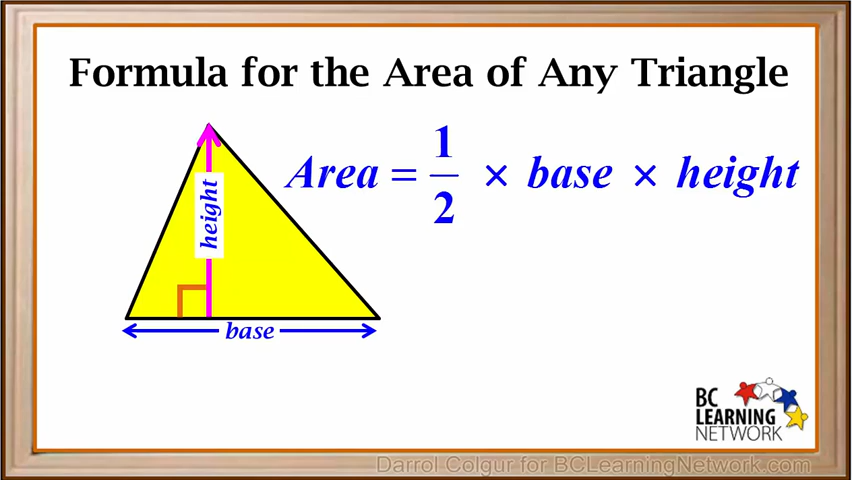 Formula for the Area of Any Triangle
Area = 1/2 × base × height
height
base
BC
LEARNING
NETWORK
Darrol Colgur for BCLearningNetwork.com